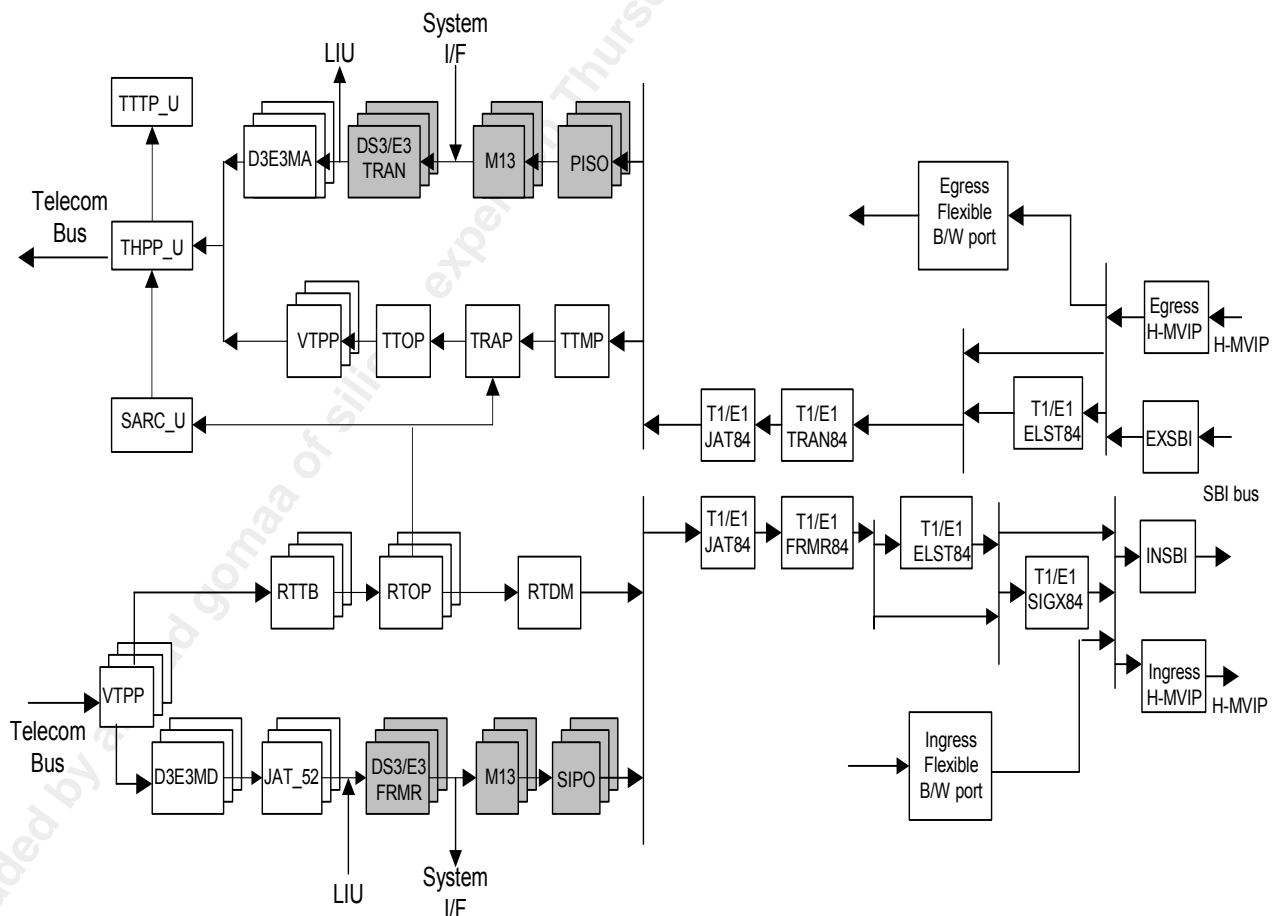 System
I/F
LIU
TTTP_U
D3E3MA
DS3/E3
TRAN
M13
PISO
Telecom
Bus
THPP_U
Egress
Flexible
B/W port
VTPP
TTOP
TRAP
TTMP
Egress
H-MVIP
H-MVIP
SARC_U
T1/E1
JAT84
T1/E1
TRAN84
T1/E1
ELST84
EXSBI
SBI bus
T1/E1
JAT84
T1/E1
FRMR84
T1/E1
ELST84
INSBI
RTTB
RTOP
RTDM
T1/E1
SIGX84
VTPP
Ingress
H-MVIP
H-MVIP
Telecom
Bus
D3E3MD
JAT_52
DS3/E3
FRMR
M13
SIPO
Ingress
Flexible
B/W port
LIU
System
I/F